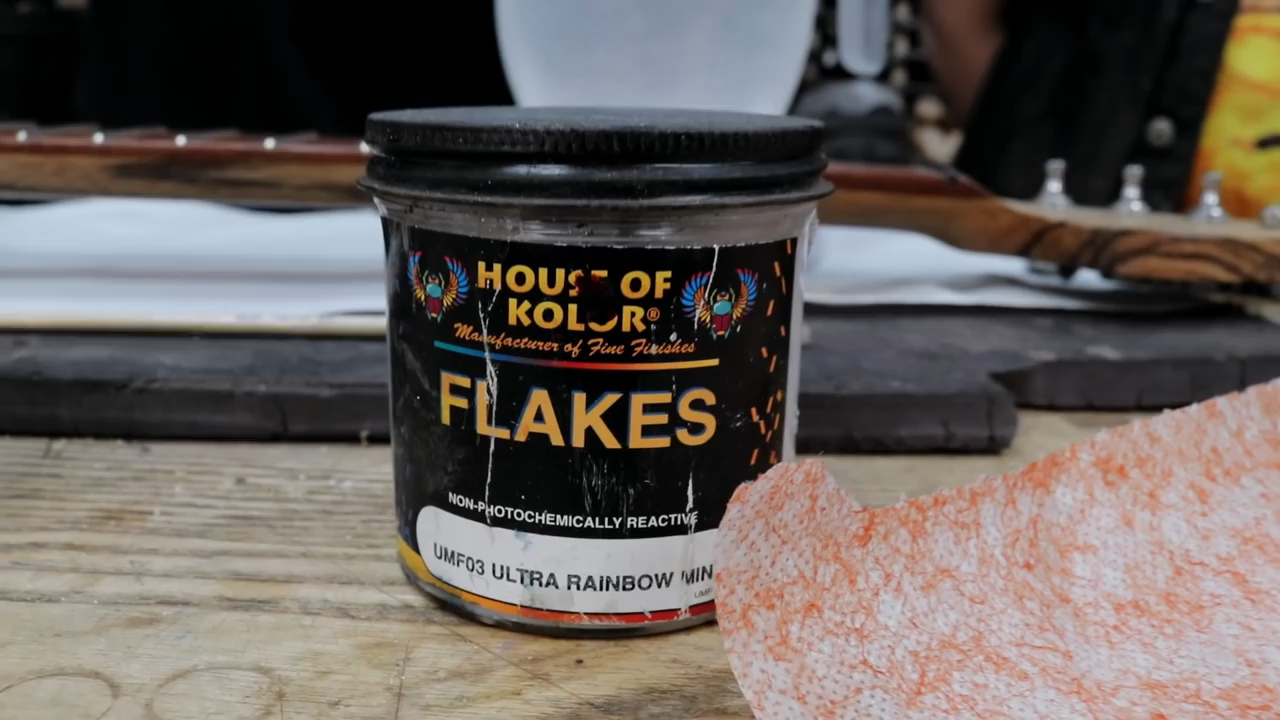 HOUSE OF
KOLOR®
Manufacturer of Fine Finishes
FLAKES
NON-PHOTOCHEMICALLY REACTIVE
UMF03 ULTRA RAINBOW MIN